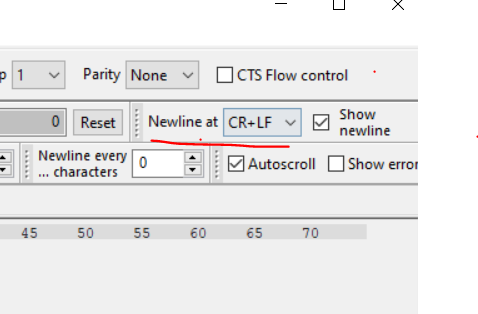 p 1 Parity None CTS Flow control
0 Reset Newline at CR+LF Show
newline
Newline every 0 Autoscroll Show error
... characters
45 50 55 60 65 70